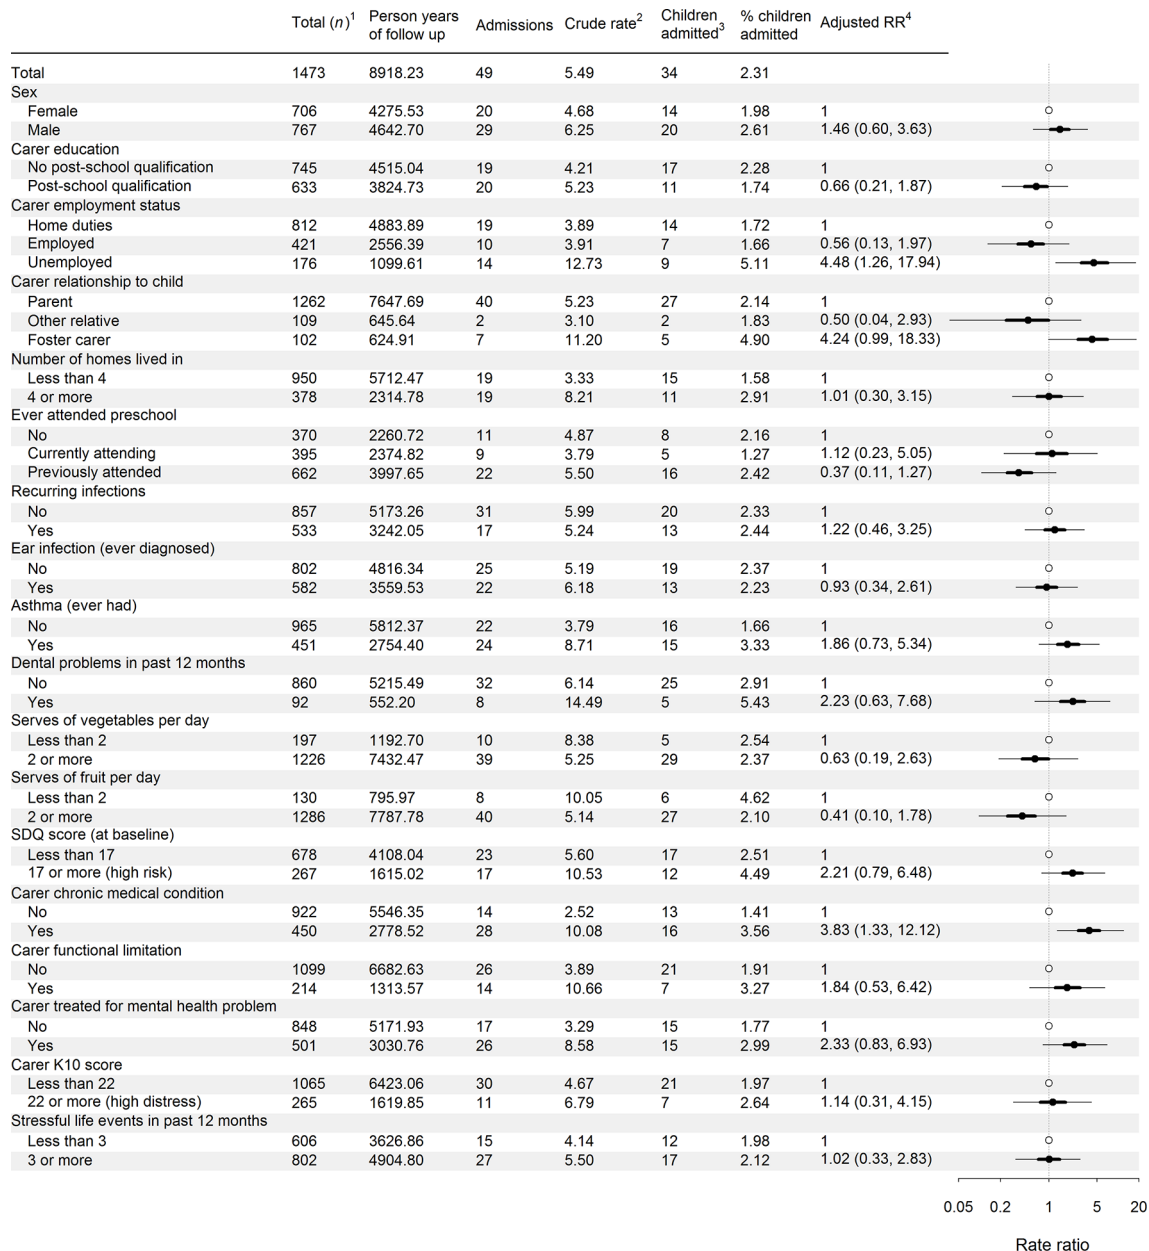 Total (n)1 Person years of follow up Admissions Crude rate2 Children admitted3 % children admitted Adjusted RR4
Total 1473 8918.23 49 5.49 34 2.31
Sex
Female 706 4275.53 20 4.68 14 1.98 1
Male 767 4642.70 29 6.25 20 2.61 1.46 (0.60, 3.63)
Carer education
No post-school qualification 745 4515.04 19 4.21 17 2.28 1
Post-school qualification 633 3824.73 20 5.23 11 1.74 0.66 (0.21, 1.87)
Carer employment status
Home duties 812 4883.89 19 3.89 14 1.72 1
Employed 421 2556.39 10 3.91 7 1.66 0.56 (0.13, 1.97)
Unemployed 176 1099.61 14 12.73 9 5.11 4.48 (1.26, 17.94)
Carer relationship to child
Parent 1262 7647.69 40 5.23 27 2.14 1
Other relative 109 645.64 2 3.10 2 1.83 0.50 (0.04, 2.93)
Foster carer 102 624.91 7 11.20 5 4.90 4.24 (0.99, 18.33)
Number of homes lived in
Less than 4 950 5712.47 19 3.33 15 1.58 1
4 or more 378 2314.78 19 8.21 11 2.91 1.01 (0.30, 3.15)
Ever attended preschool
No 370 2260.72 11 4.87 8 2.16 1
Currently attending 395 2374.82 9 3.79 5 1.27 1.12 (0.23, 5.05)
Previously attended 662 3997.65 22 5.50 16 2.42 0.37 (0.11, 1.27)
Recurring infections
No 857 5173.26 31 5.99 20 2.33 1
Yes 533 3242.05 17 5.24 13 2.44 1.22 (0.46, 3.25)
Ear infection (ever diagnosed)
No 802 4816.34 25 5.19 19 2.37 1
Yes 582 3559.53 22 6.18 13 2.23 0.93 (0.34, 2.61)
Asthma (ever had)
No 965 5812.37 22 3.79 16 1.66 1
Yes 451 2754.40 24 8.71 15 3.33 1.86 (0.73, 5.34)
Dental problems in past 12 months
No 860 5215.49 32 6.14 25 2.91 1
Yes 92 552.20 8 14.49 5 5.43 2.23 (0.63, 7.68)
Serves of vegetables per day
Less than 2 197 1192.70 10 8.38 5 2.54 1
2 or more 1226 7432.47 39 5.25 29 2.37 0.63 (0.19, 2.63)
Serves of fruit per day
Less than 2 130 795.97 8 10.05 6 4.62 1
2 or more 1286 7787.78 40 5.14 27 2.10 0.41 (0.10, 1.78)
SDQ score (at baseline)
Less than 17 678 4108.04 23 5.60 17 2.51 1
17 or more (high risk) 267 1615.02 17 10.53 12 4.49 2.21 (0.79, 6.48)
Carer chronic medical condition
No 922 5546.35 14 2.52 13 1.41 1
Yes 450 2778.52 28 10.08 16 3.56 3.83 (1.33, 12.12)
Carer functional limitation
No 1099 6682.63 26 3.89 21 1.91 1
Yes 214 1313.57 14 10.66 7 3.27 1.84 (0.53, 6.42)
Carer treated for mental health problem
No 848 5171.93 17 3.29 15 1.77 1
Yes 501 3030.76 26 8.58 15 2.99 2.33 (0.83, 6.93)
Carer K10 score
Less than 22 1065 6423.06 30 4.67 21 1.97 1
22 or more (high distress) 265 1619.85 11 6.79 7 2.64 1.14 (0.31, 4.15)
Stressful life events in past 12 months
Less than 3 606 3626.86 15 4.14 12 1.98 1
3 or more 802 4904.80 27 5.50 17 2.12 1.02 (0.33, 2.83)
0.05 0.2 1 5 20
Rate ratio